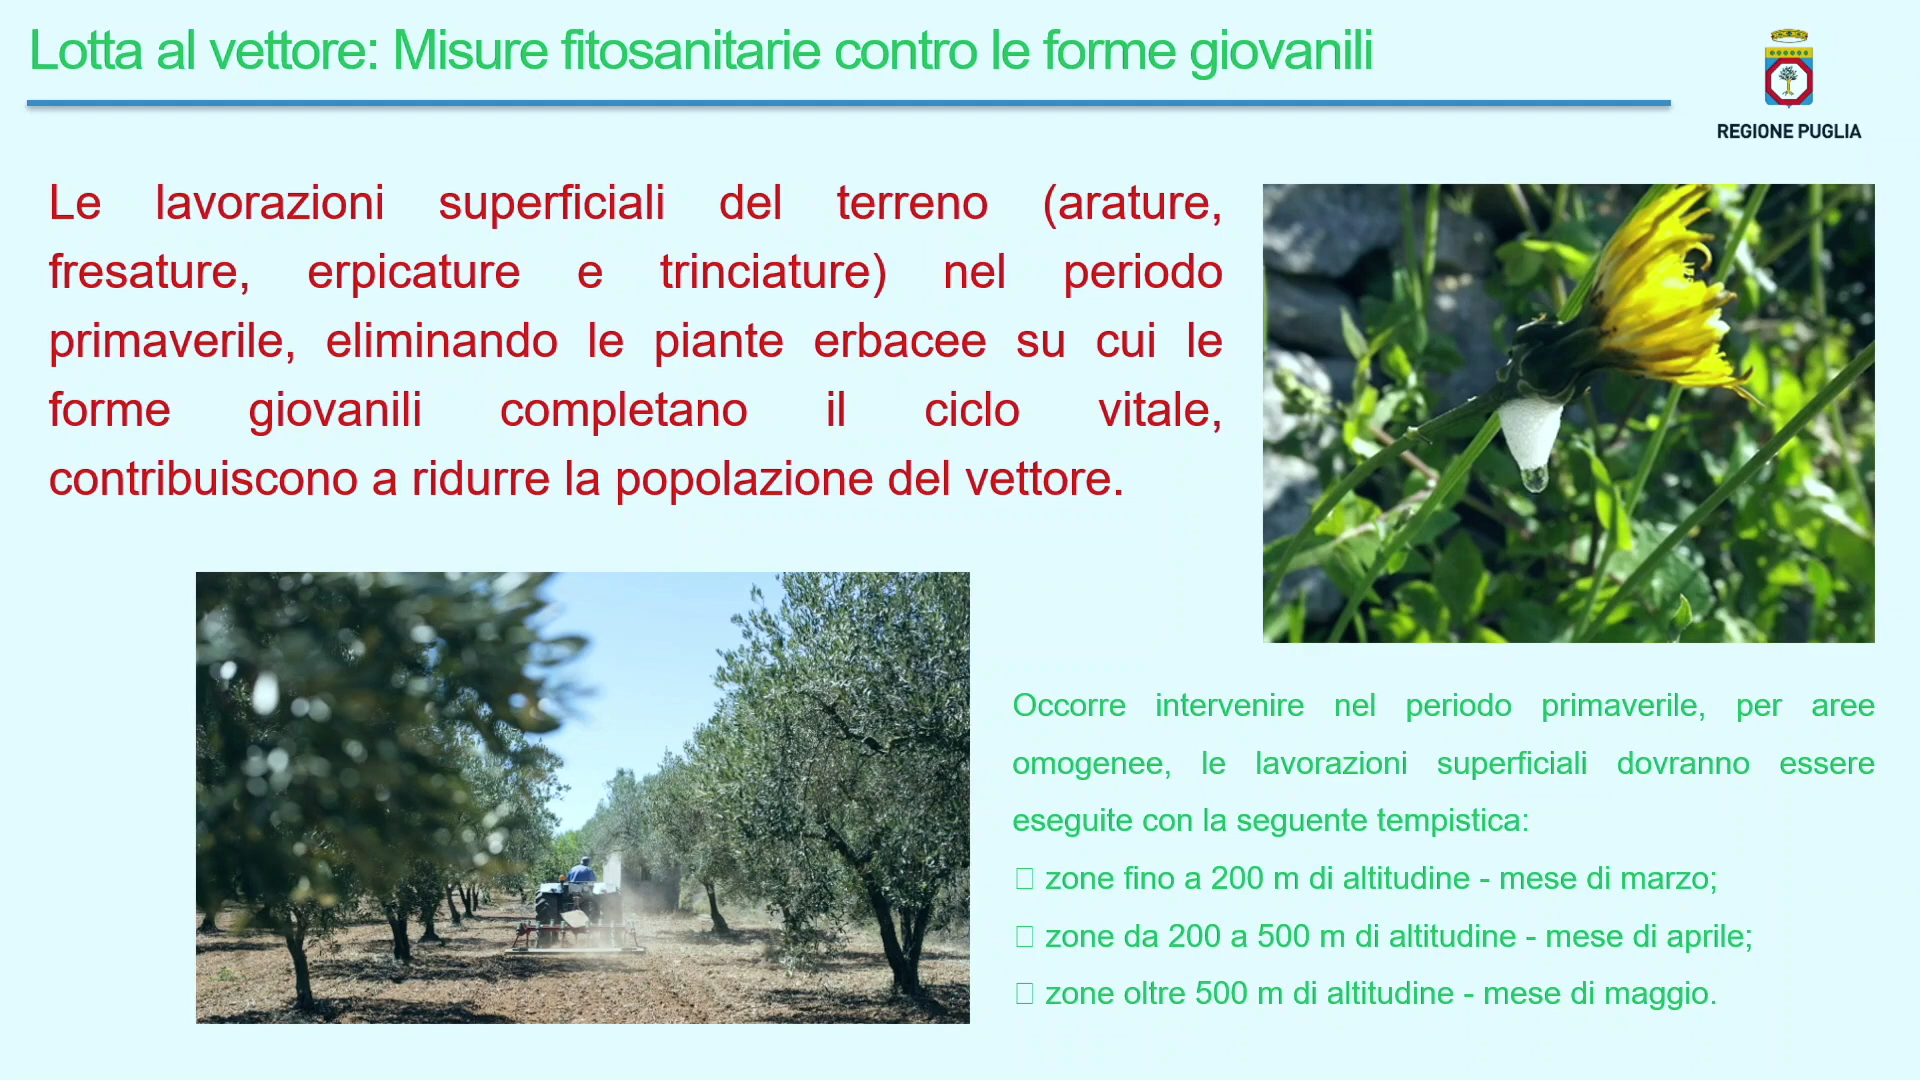 Lotta al vettore: Misure fitosanitarie contro le forme giovanili
REGIONE PUGLIA
Le lavorazioni superficiali del terreno (arature,
fresature, erpicature e trinciature) nel periodo
primaverile, eliminando le piante erbacee su cui le
forme giovanili completano il ciclo vitale,
contribuiscono a ridurre la popolazione del vettore.
Occorre intervenire nel periodo primaverile, per aree
omogenee, le lavorazioni superficiali dovranno essere
eseguite con la seguente tempistica:
zone fino a 200 m di altitudine - mese di marzo;
zone da 200 a 500 m di altitudine - mese di aprile;
zone oltre 500 m di altitudine - mese di maggio.